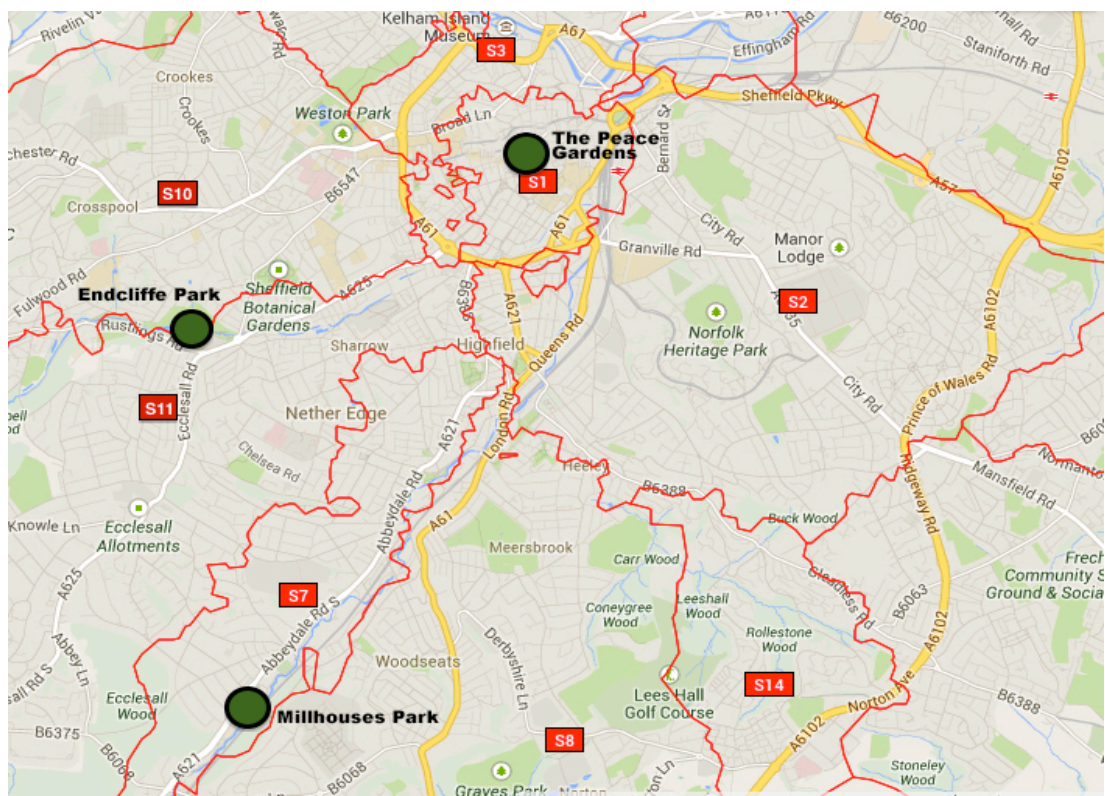 Rivelin V
Kelham Island
Museum
A61
Effingham Rd
B6200
Staniforth Rd
S3
Crookes
Crookes
Sheffield Pkwy
Weston Park
Broad Ln
The Peace
Gardens
Bernard St
A6102
A57
S1
S10
B6547
Crosspool
A61
A61
City Rd
Granville Rd
Manor
Lodge
Fulwood Rd
Endcliffe Park
Sheffield
Botanical
Gardens
A625
B6388
A621
Queens Rd
S2
A6102
Rustlings Rd
Norfolk
Heritage Park
Sharrow
Highfield
Prince of Wales Rd
S11
Ecclesall Rd
Nether Edge
London Rd
City Rd
A621
Chelsea Rd
Heeley
B6388
Mansfield Rd
Ridgeway Rd
Abbeydale Rd
A61
Knowle Ln
Ecclesall
Allotments
Meersbrook
Buck Wood
Carr Wood
A625
Gleadless Rd
Community S
Ground & Socia
S7
Coneygree
Wood
Leeshall
Wood
B6063
A6102
Abbeydale Rd S
Derbyshire Ln
Rollestone
Wood
Abbey Ln
Woodseats
Ecclesall
Wood
Lees Hall
Golf Course
S14
Norton Ave
B6388
Millhouses Park
B6375
A621
S8
A6102
B6068
B6068
Stoneley
Wood
Graves Park
Norton